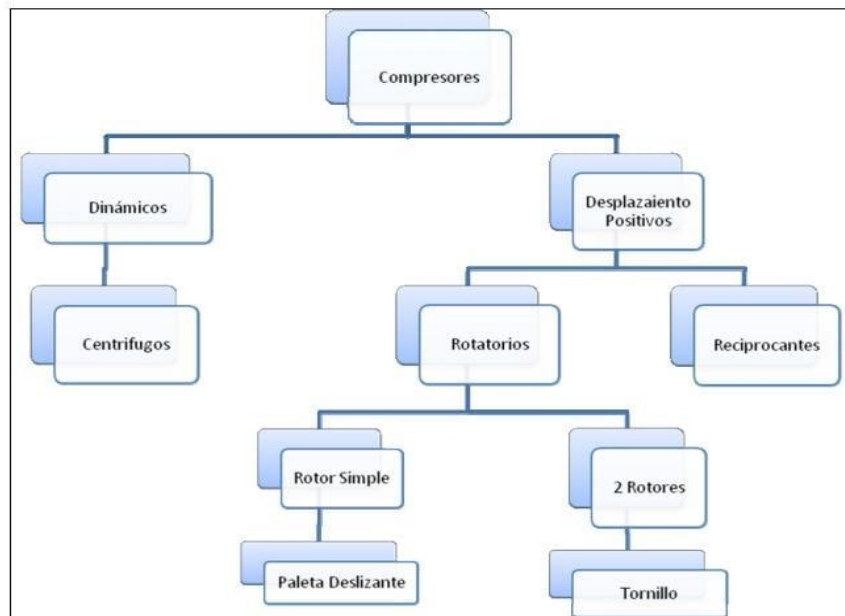 Compresores
Dinámicos
Desplazaiento
Positivos
Centrifugos
Rotatorios
Reciprocantes
Rotor Simple
2 Rotores
Paleta Deslizante
Tornillo